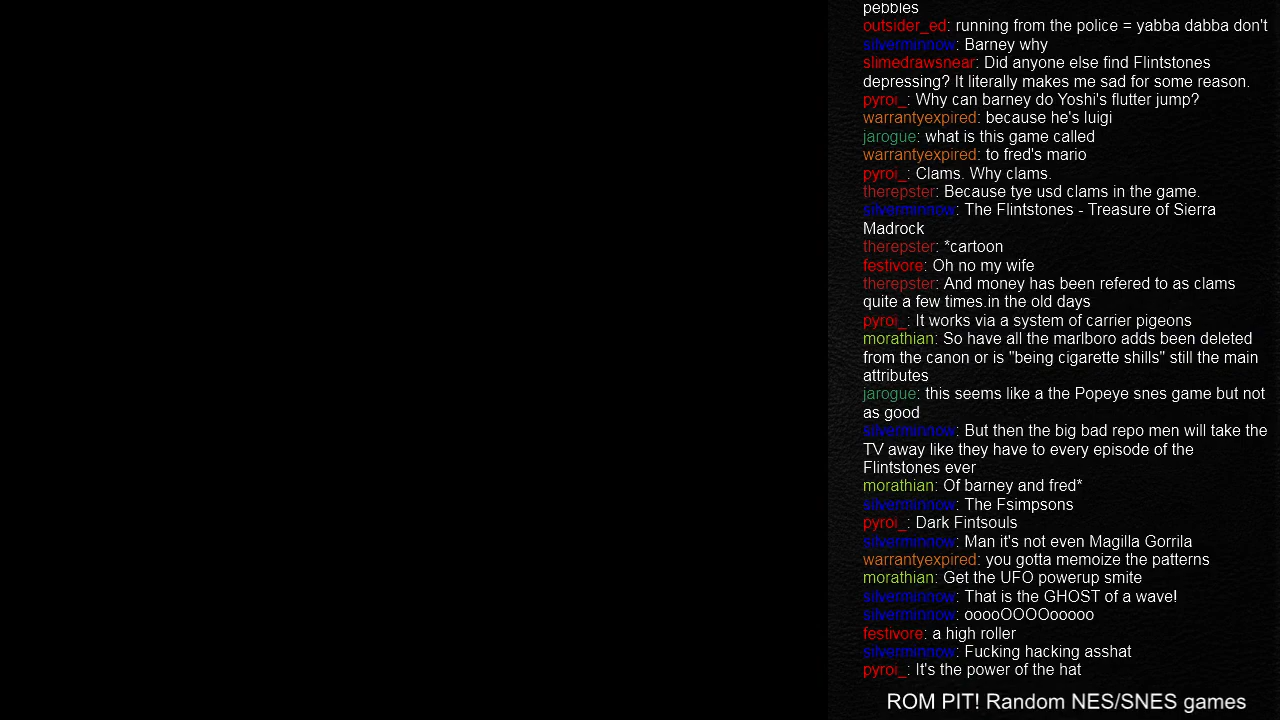 pebbles
outsider_ed: running from the police = yabba dabba don't
silverminnow: Barney why
slimedrawsnear: Did anyone else find Flintstones
depressing? It literally makes me sad for some reason.
pyroi_: Why can barney do Yoshi's flutter jump?
warrantyexpired: because he's luigi
jarogue: what is this game called
warrantyexpired: to fred's mario
pyroi_: Clams. Why clams.
therepster: Because tye usd clams in the game.
silverminnow: The Flintstones - Treasure of Sierra
Madrock
therepster: *cartoon
festivore: Oh no my wife
therepster: And money has been refered to as clams
quite a few times.in the old days
pyroi_: It works via a system of carrier pigeons
morathian: So have all the marlboro adds been deleted
from the canon or is "being cigarette shills" still the main
attributes
jarogue: this seems like a the Popeye snes game but not
as good
silverminnow: But then the big bad repo men will take the
TV away like they have to every episode of the
Flintstones ever
morathian: Of barney and fred*
silverminnow: The Fsimpsons
pyroi_: Dark Fintsouls
silverminnow: Man it's not even Magilla Gorrila
warrantyexpired: you gotta memoize the patterns
morathian: Get the UFO powerup smite
silverminnow: That is the GHOST of a wave!
silverminnow: ooooOOOOooooo
festivore: a high roller
silverminnow: Fucking hacking asshat
pyroi_: It's the power of the hat
ROM PIT! Random NES/SNES games